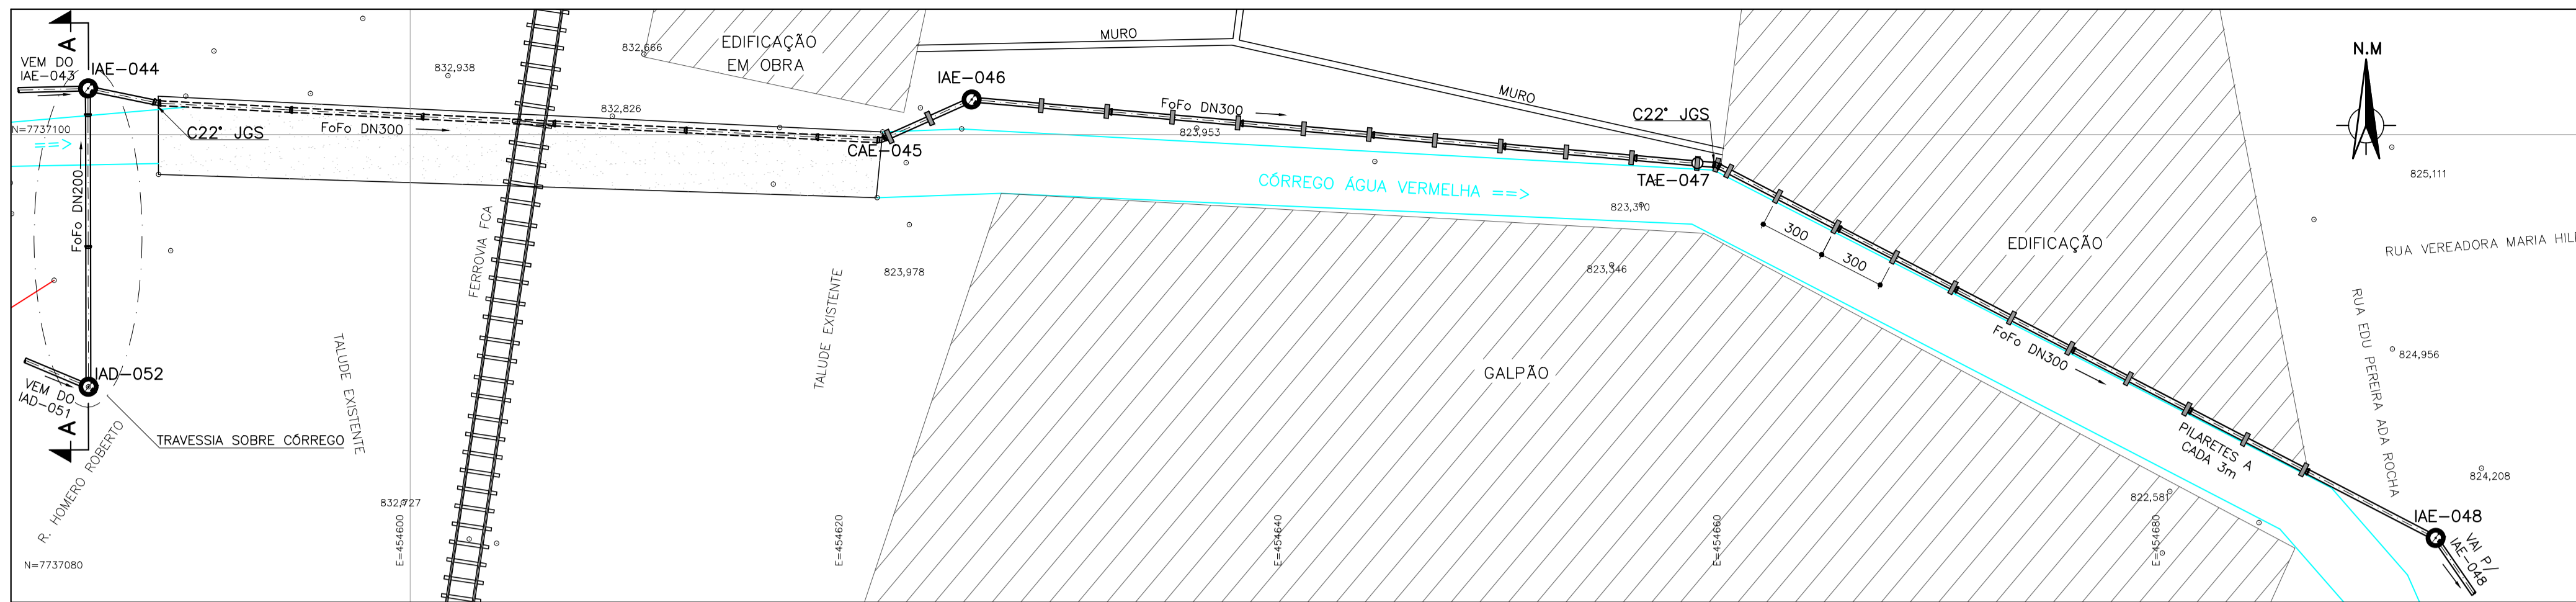 A
VEM DO
IAE-043
IAE-044
N=7737100
==>
C22° JGS
FoFo DN300
FoFo DN200
832,938
832,666
832,826
EDIFICAÇÃO
EM OBRA
MURO
IAE-046
CAE-045
FoFo DN300
823,953
MURO
C22° JGS
TAE-047
CÓRREGO ÁGUA VERMELHA ==>
823,310
823,978
823,346
FERROVIA FCA
TALUDE EXISTENTE
TALUDE EXISTENTE
IAD-052
VEM DO
IAD-051
A
TRAVESSIA SOBRE CÓRREGO
R. HOMERO ROBERTO
N=7737080
832,727
E=454600
E=454620
E=454640
E=454660
E=454680
GALPÃO
300
300
EDIFICAÇÃO
FoFo DN300
PILARETES A
CADA 3m
822,581
N.M
825,111
RUA VEREADORA MARIA
RUA EDU PEREIRA ADA ROCHA
824,956
824,208
IAE-048
VAI P/
IAE-048